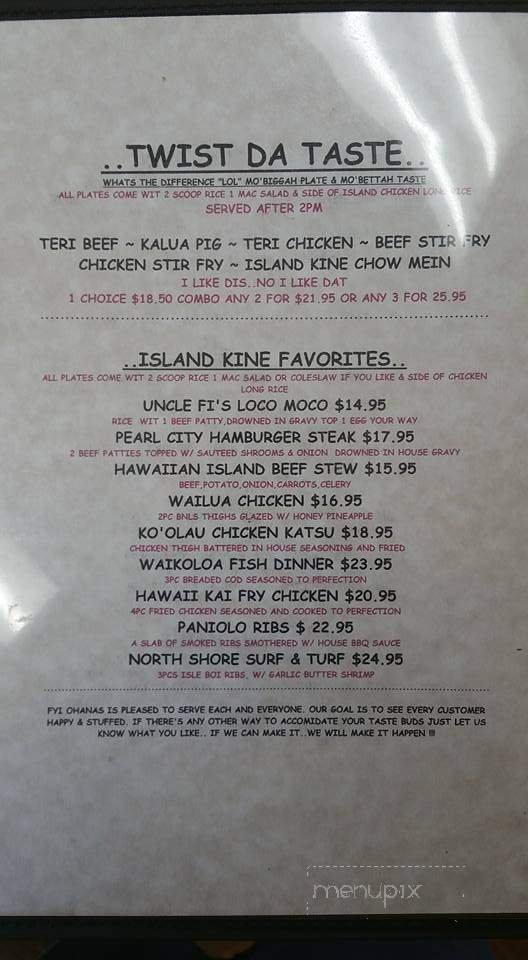 ..TWIST DA TASTE..
WHATS THE DIFFERENCE "LOL" MO'BIGGAH PLATE & MO'BETTAH TASTE
ALL PLATES COME WIT 2 SCOOP RICE 1 MAC SALAD & SIDE OF ISLAND CHICKEN LONG RICE
SERVED AFTER 2PM
TERI BEEF ~ KALUA PIG ~ TERI CHICKEN ~ BEEF STIR FRY
CHICKEN STIR FRY ~ ISLAND KINE CHOW MEIN
I LIKE DIS..NO I LIKE DAT
1 CHOICE $18.50 COMBO ANY 2 FOR $21.95 OR ANY 3 FOR 25.95
..ISLAND KINE FAVORITES..
ALL PLATES COME WIT 2 SCOOP RICE 1 MAC SALAD OR COLESLAW IF YOU LIKE & SIDE OF CHICKEN
LONG RICE
UNCLE FI'S LOCO MOCO $14.95
RICE WIT 1 BEEF PATTY,DROWNED IN GRAVY TOP 1 EGG YOUR WAY
PEARL CITY HAMBURGER STEAK $17.95
2 BEEF PATTIES TOPPED W/ SAUTEED SHROOMS & ONION DROWNED IN HOUSE GRAVY
HAWAIIAN ISLAND BEEF STEW $15.95
BEEF,POTATO,ONION,CARROTS,CELERY
WAILUA CHICKEN $16.95
2PC BNLS THIGHS GLAZED W/ HONEY PINEAPPLE
KO'OLAU CHICKEN KATSU $18.95
CHICKEN THIGH BATTERED IN HOUSE SEASONING AND FRIED
WAIKOLOA FISH DINNER $23.95
3PC BREADED COD SEASONED TO PERFECTION
HAWAII KAI FRY CHICKEN $20.95
4PC FRIED CHICKEN SEASONED AND COOKED TO PERFECTION
PANIOLO RIBS $ 22.95
A SLAB OF SMOKED RIBS SMOTHERED W/ HOUSE BBQ SAUCE
NORTH SHORE SURF & TURF $24.95
3PCS ISLE BOI RIBS, W/ GARLIC BUTTER SHRIMP
FYI OHANAS IS PLEASED TO SERVE EACH AND EVERYONE. OUR GOAL IS TO SEE EVERY CUSTOMER
HAPPY & STUFFED. IF THERE'S ANY OTHER WAY TO ACCOMIDATE YOUR TASTE BUDS JUST LET US
KNOW WHAT YOU LIKE.. IF WE CAN MAKE IT..WE WILL MAKE IT HAPPEN !!!
menupix